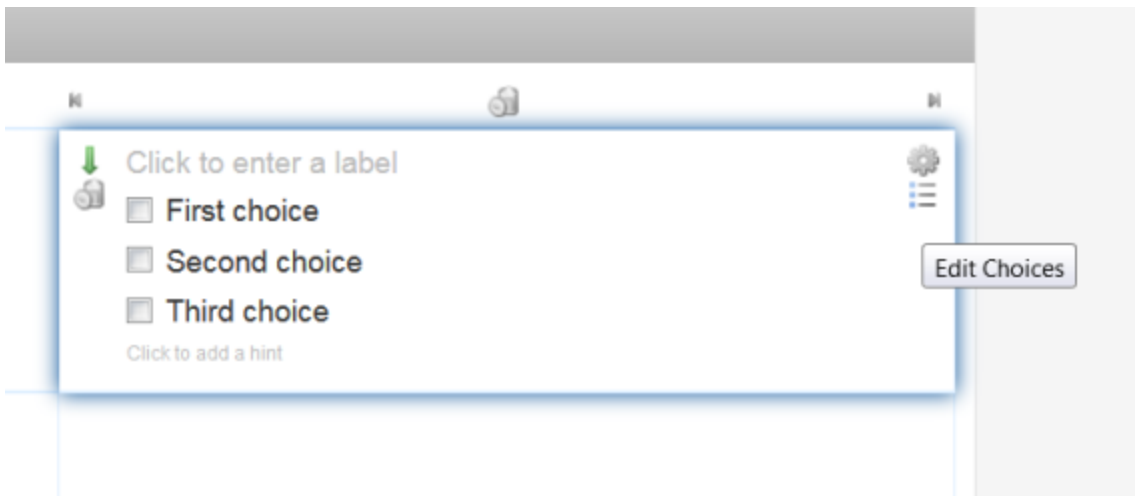 Click to enter a label
First choice
Second choice
Edit Choices
Third choice
Click to add a hint